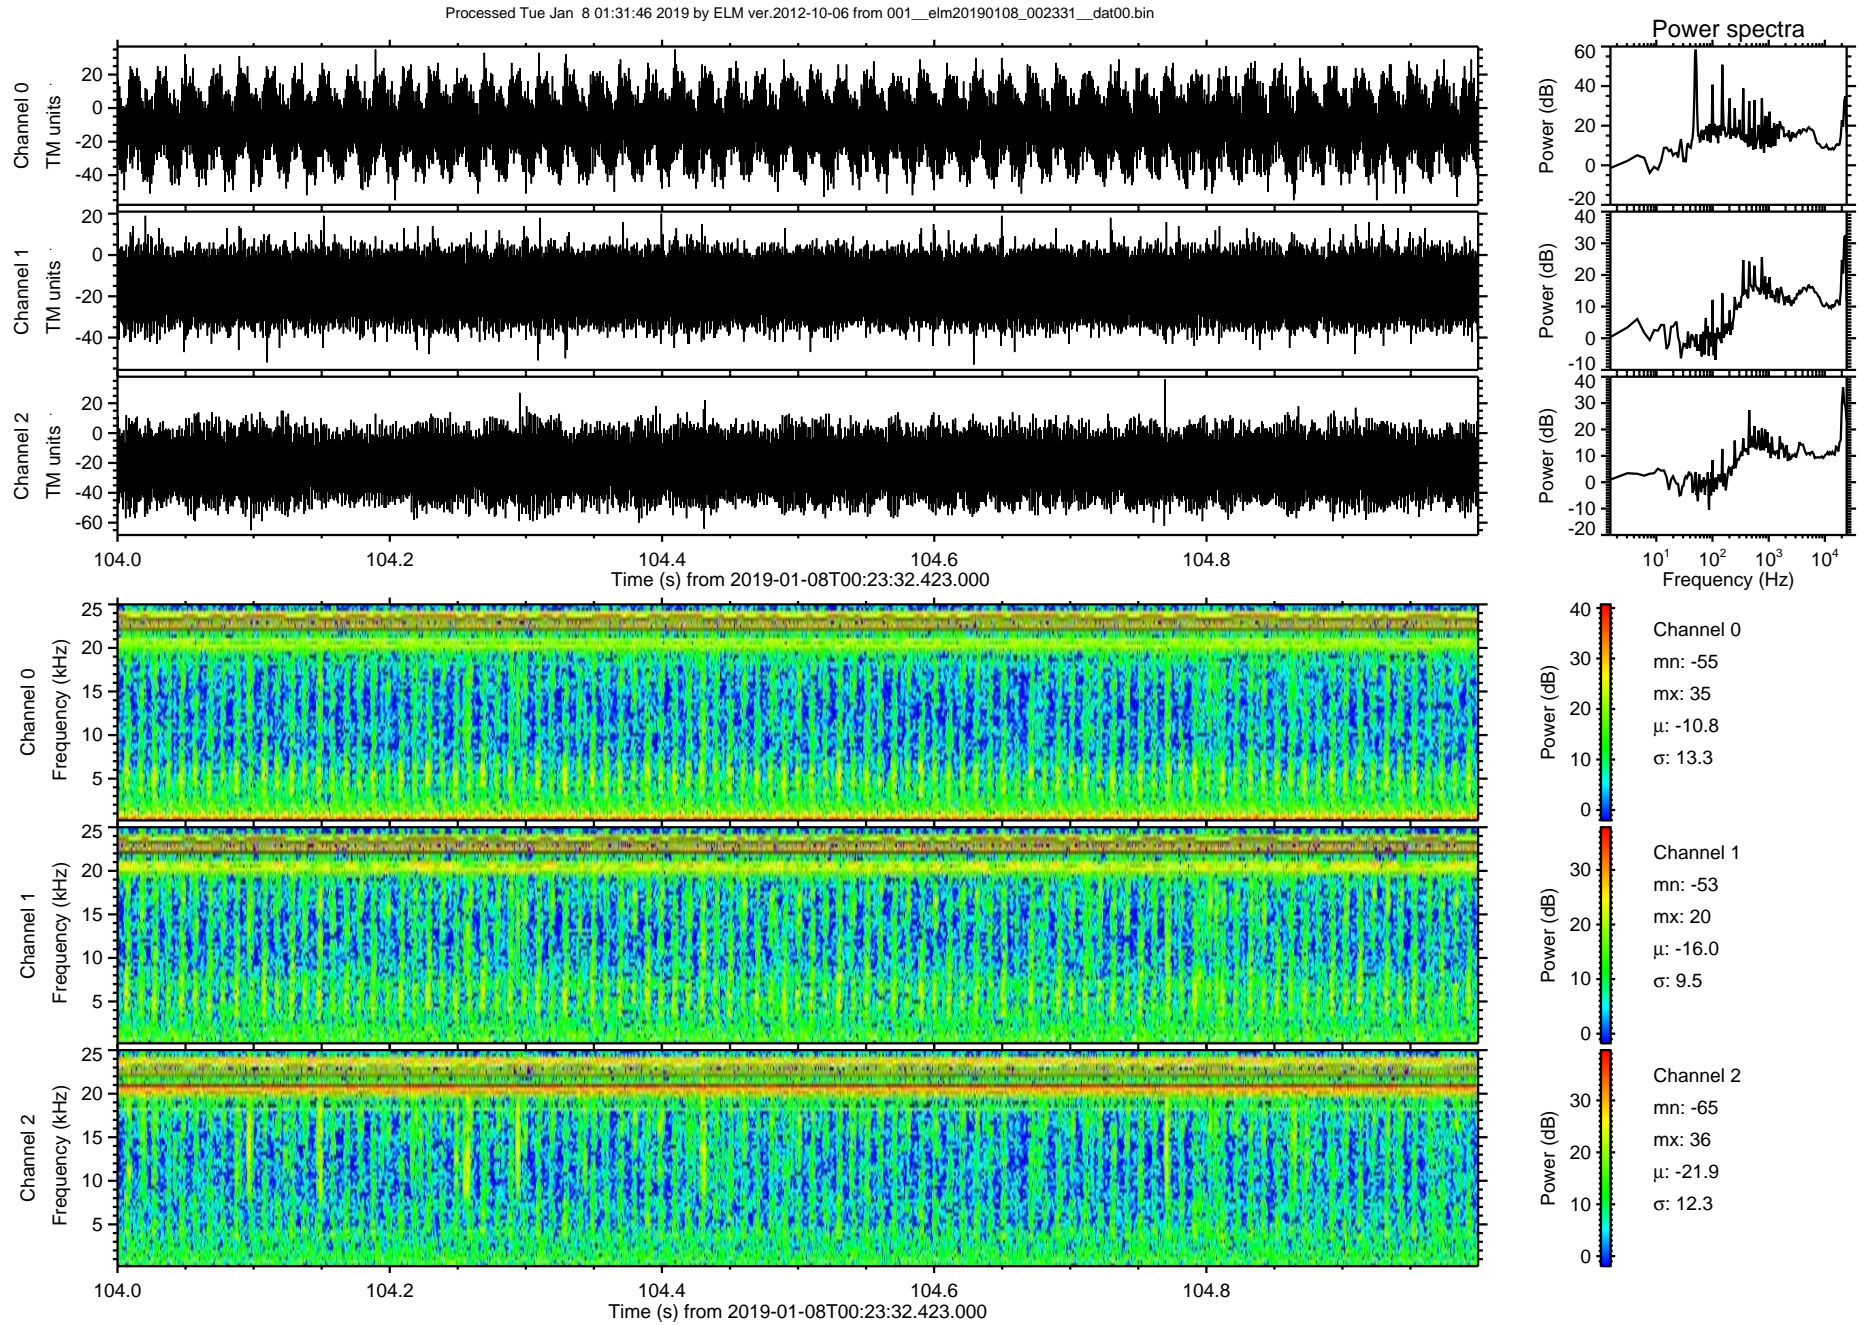 Processed Tue Jan 8 01:31:46 2019 by ELM ver.2012-10-06 from 001__elm20190108_002331__dat00.bin
Power spectra
Channel 0
TM units
20
0
-20
-40
Power (dB)
60
40
20
0
-20
Channel 1
TM units
20
0
-20
-40
Power (dB)
40
30
20
10
0
-10
Channel 2
TM units
20
0
-20
-40
-60
Power (dB)
40
30
20
10
0
-10
-20
104.0 104.2 104.4 104.6 104.8
Time (s) from 2019-01-08T00:23:32.423.000
10¹ 10² 10³ 10⁴
Frequency (Hz)
Channel 0
Frequency (kHz)
25
20
15
10
5
Power (dB)
40
30
20
10
0
Channel 0
mn: -55
mx: 35
µ: -10.8
σ: 13.3
Channel 1
Frequency (kHz)
25
20
15
10
5
Power (dB)
30
20
10
0
Channel 1
mn: -53
mx: 20
µ: -16.0
σ: 9.5
Channel 2
Frequency (kHz)
25
20
15
10
5
Power (dB)
30
20
10
0
Channel 2
mn: -65
mx: 36
µ: -21.9
σ: 12.3
104.0 104.2 104.4 104.6 104.8
Time (s) from 2019-01-08T00:23:32.423.000